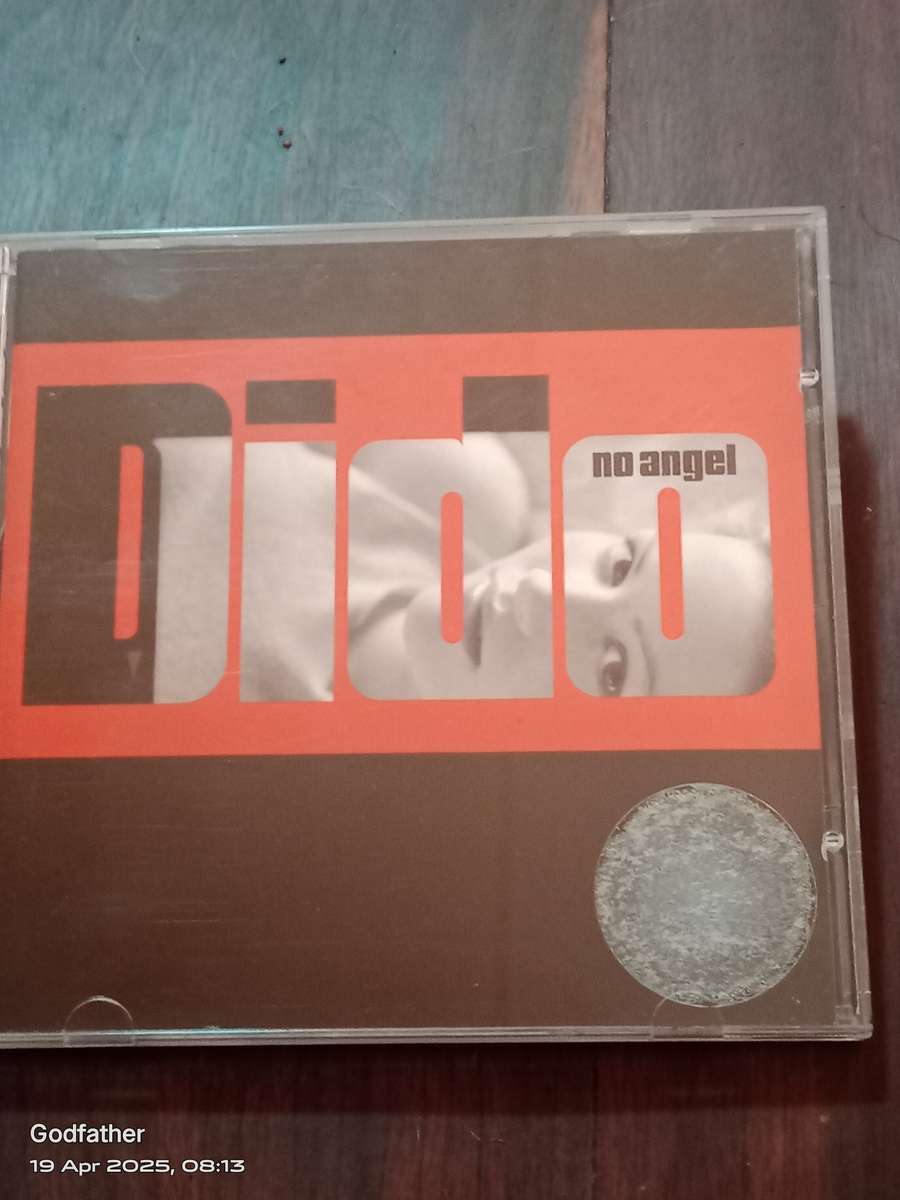 Dido
no angel
Godfather
19 Apr 2025, 08:13